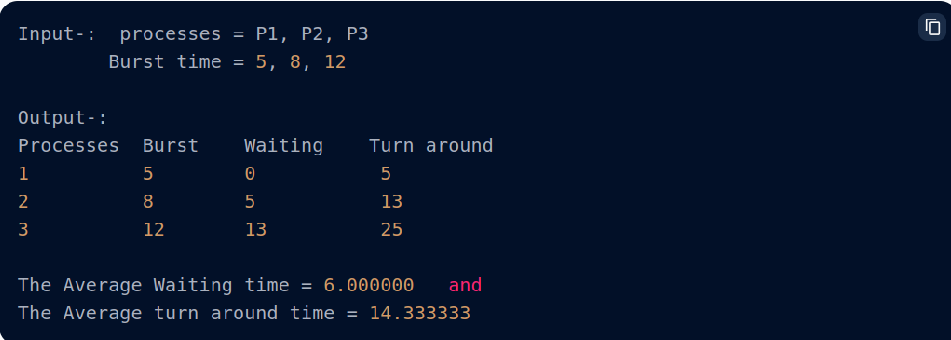 Input-:  processes = P1, P2, P3
Burst time = 5, 8, 12
Output-:
Processes  Burst    Waiting    Turn around
1          5        0           5
2          8        5           13
3          12       13          25
The Average Waiting time = 6.000000   and
The Average turn around time = 14.333333